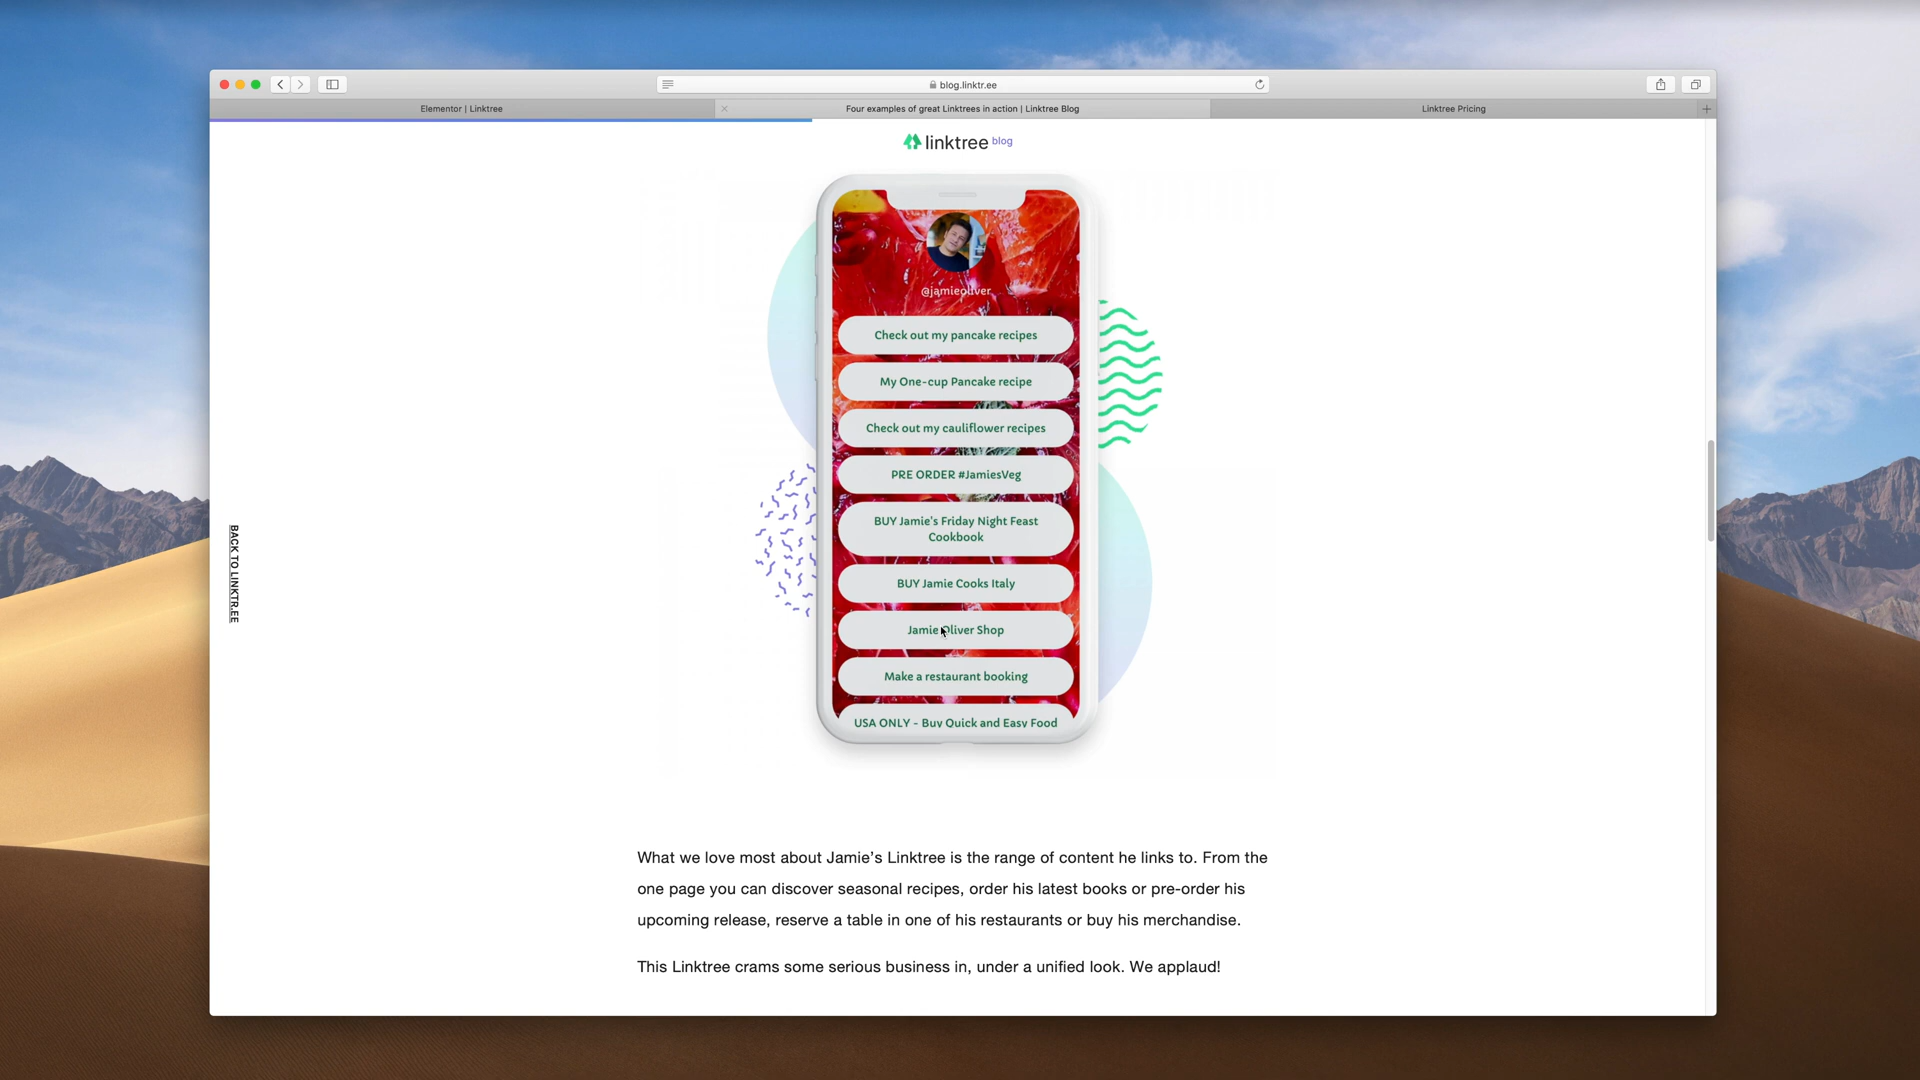 blog.linktr.ee
Elementor | Linktree
Four examples of great Linktrees in action | Linktree Blog
Linktree Pricing
linktree blog
@jamieoliver
Check out my pancake recipes
My One-cup Pancake recipe
Check out my cauliflower recipes
PRE ORDER #JamiesVeg
BUY Jamie's Friday Night Feast
Cookbook
BUY Jamie Cooks Italy
Jamie Oliver Shop
Make a restaurant booking
USA ONLY - Buy Quick and Easy Food
BACK TO LINKTR.EE
What we love most about Jamie’s Linktree is the range of content he links to. From the
one page you can discover seasonal recipes, order his latest books or pre-order his
upcoming release, reserve a table in one of his restaurants or buy his merchandise.
This Linktree crams some serious business in, under a unified look. We applaud!